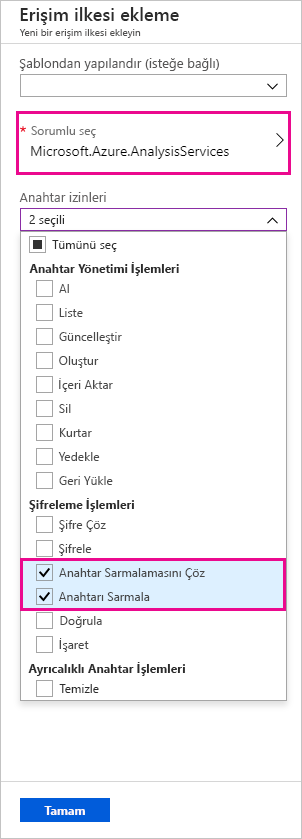 Erişim ilkesi ekleme
Yeni bir erişim ilkesi ekleyin
Şablondan yapılandır (isteğe bağlı)
* Sorumlu seç
Microsoft.Azure.AnalysisServices
Anahtar izinleri
2 seçili
Tümünü seç
Anahtar Yönetimi İşlemleri
Al
Liste
Güncelleştir
Oluştur
İçeri Aktar
Sil
Kurtar
Yedekle
Geri Yükle
Şifreleme İşlemleri
Şifre Çöz
Şifrele
Anahtar Sarmalamasını Çöz
Anahtarı Sarmala
Doğrula
İşaret
Ayrıcalıklı Anahtar İşlemleri
Temizle
Tamam